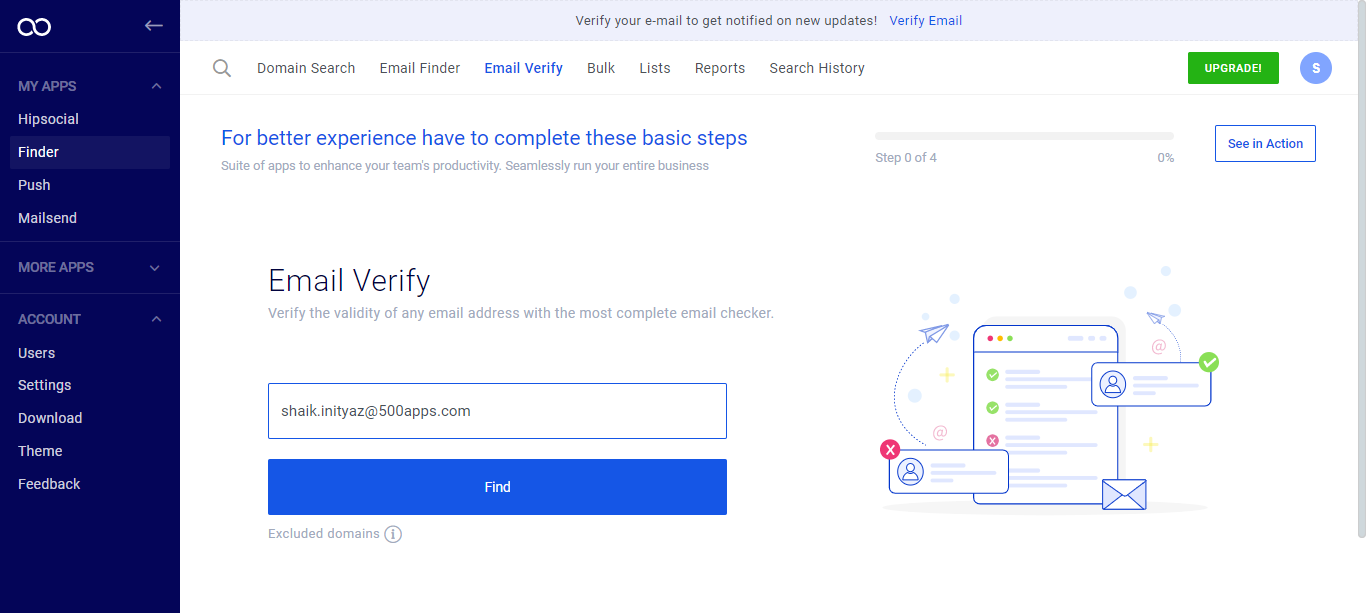 Verify your e-mail to get notified on new updates! Verify Email
Domain Search Email Finder Email Verify Bulk Lists Reports Search History UPGRADE! S
MY APPS
Hipsocial
Finder
Push
Mailsend
MORE APPS
ACCOUNT
Users
Settings
Download
Theme
Feedback
For better experience have to complete these basic steps
Suite of apps to enhance your team's productivity. Seamlessly run your entire business
Step 0 of 4 0%
See in Action
Email Verify
Verify the validity of any email address with the most complete email checker.
shaik.inityaz@500apps.com
Find
Excluded domains i
@
@
X
X